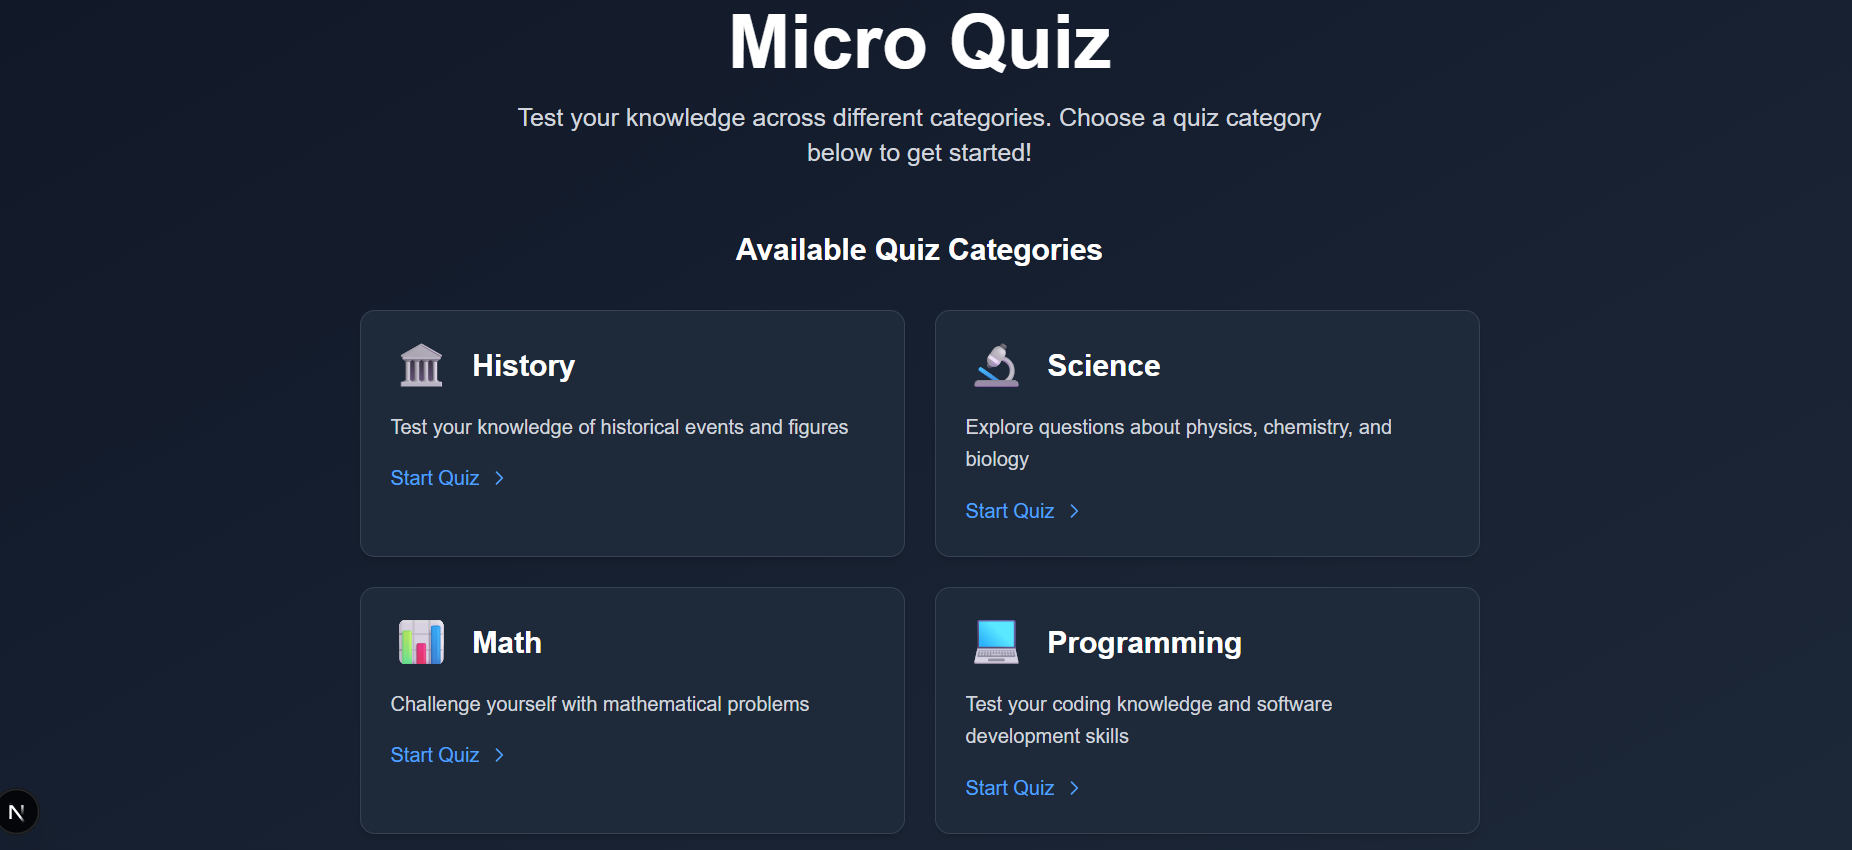 Micro Quiz
Test your knowledge across different categories. Choose a quiz category
below to get started!
Available Quiz Categories
History
Test your knowledge of historical events and figures
Start Quiz
Science
Explore questions about physics, chemistry, and
biology
Start Quiz
Math
Challenge yourself with mathematical problems
Start Quiz
Programming
Test your coding knowledge and software
development skills
Start Quiz
N